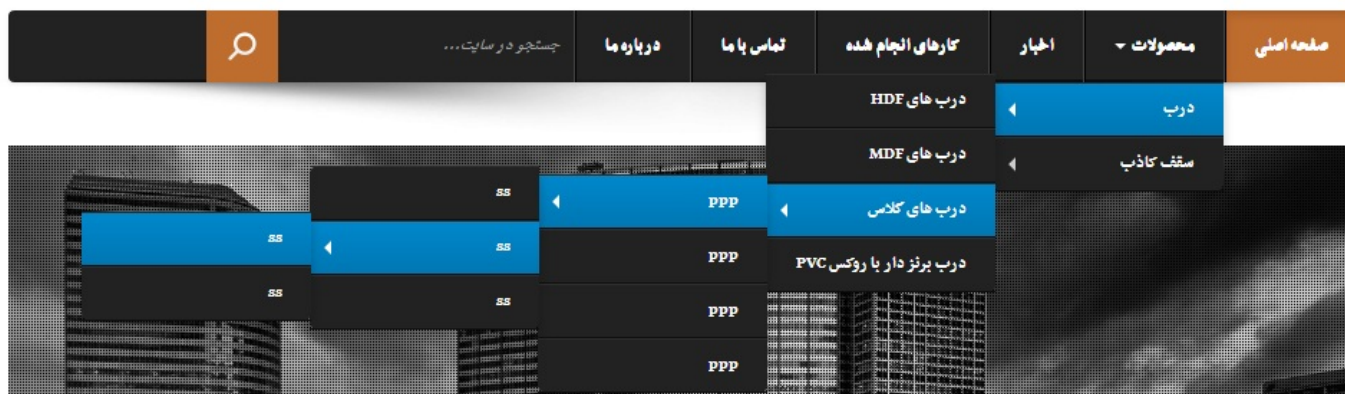 صفحه اصلی
محصولات
اخبار
کارهای انجام شده
تماس با ما
درباره ما
جستجو در سایت...
درب
سقف کاذب
درب های HDF
درب های MDF
درب های کلاس
درب برنز دار با روکس PVC
ppp
ppp
ppp
ppp
ss
ss
ss
ss
ss